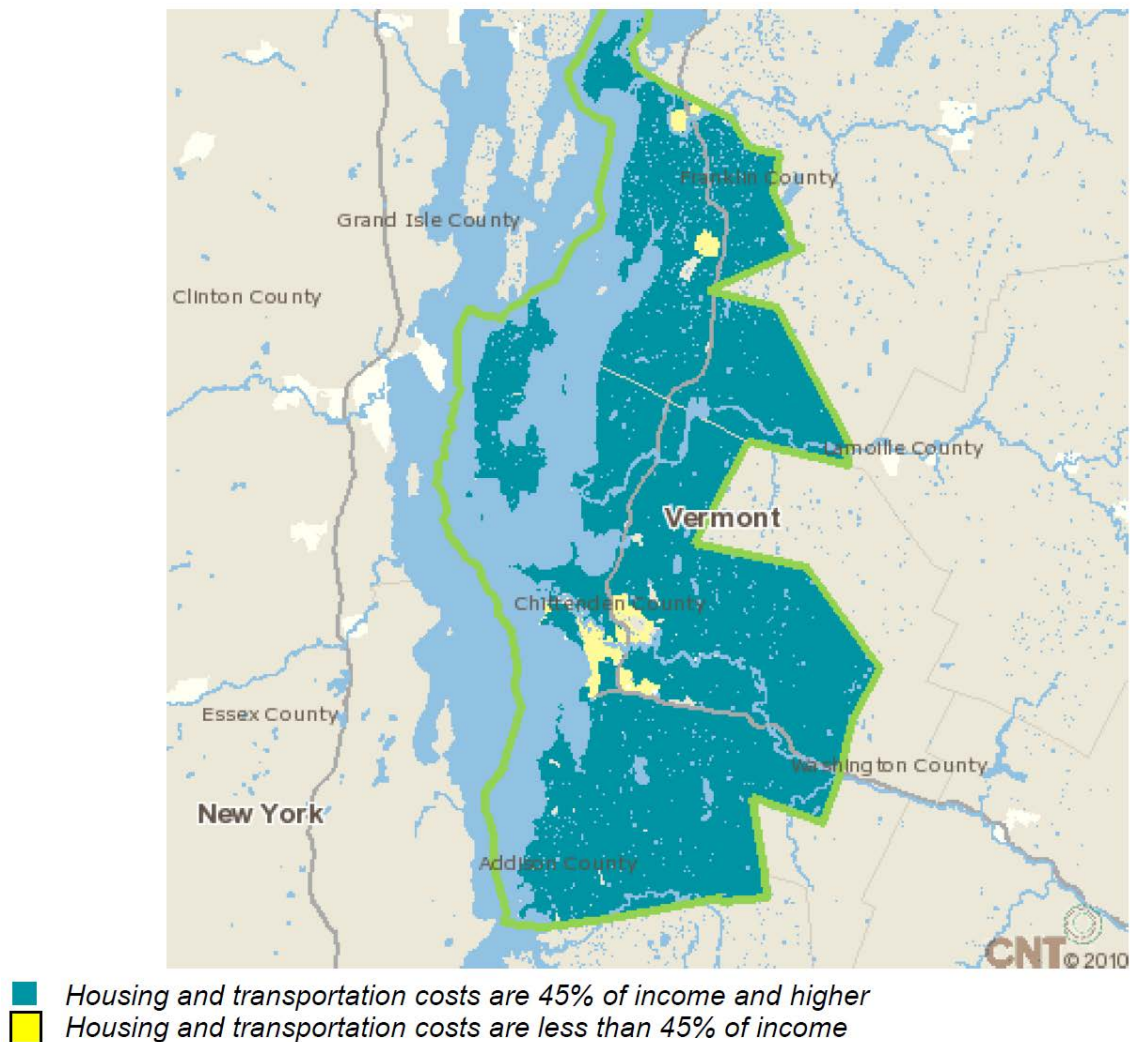 Franklin County
Grand Isle County
Clinton County
Lamoille County
Vermont
Chittenden County
Essex County
Washington County
New York
Addison County
CNT © 2010
Housing and transportation costs are 45% of income and higher
Housing and transportation costs are less than 45% of income